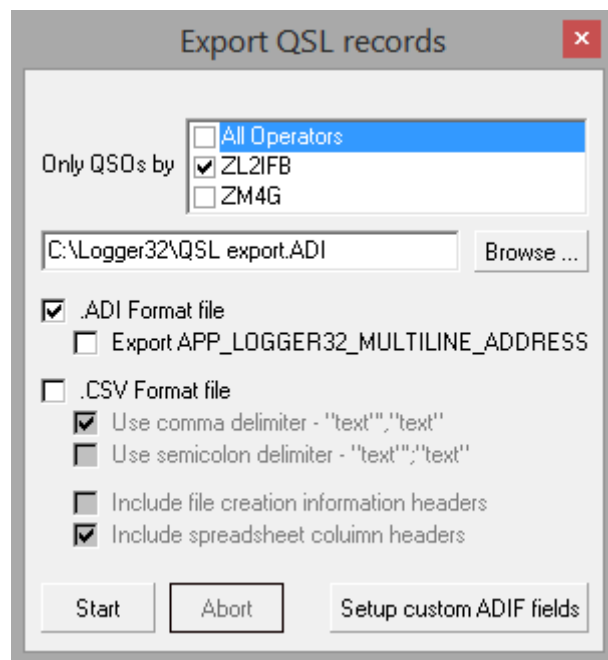 Export QSL records
×
All Operators
Only QSOs by
ZL2IFB
ZM4G
C:\Logger32\QSL export.ADI
Browse ...
.ADI Format file
Export APP_LOGGER32_MULTILINE_ADDRESS
.CSV Format file
Use comma delimiter - "text'","text"
Use semicolon delimiter - "text'";"text"
Include file creation information headers
Include spreadsheet coluimn headers
Start
Abort
Setup custom ADIF fields